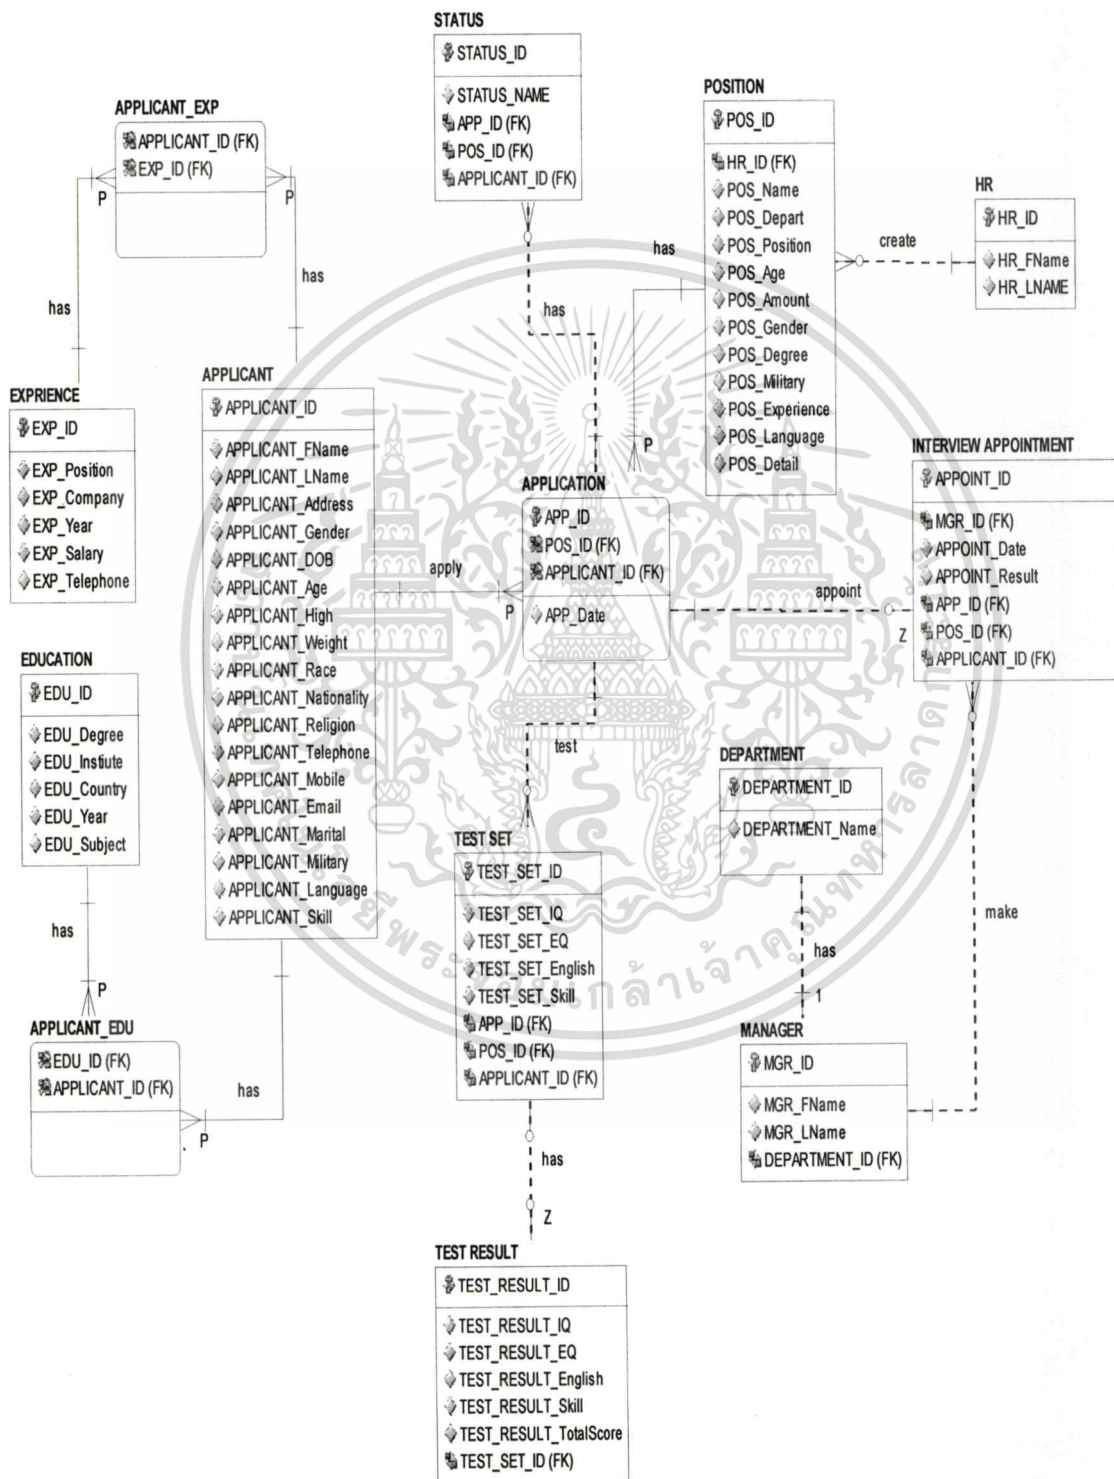 STATUS
STATUS_ID
STATUS_NAME
APP_ID (FK)
POS_ID (FK)
APPLICANT_ID (FK)
APPLICANT_EXP
APPLICANT_ID (FK)
EXP_ID (FK)
P
P
has
has
POSITION
POS_ID
HR_ID (FK)
POS_Name
POS_Depart
POS_Position
POS_Age
POS_Amount
POS_Gender
POS_Degree
POS_Military
POS_Experience
POS_Language
POS_Detail
HR
HR_ID
HR_FName
HR_LNAME
create
has
has
P
EXPRIENCE
EXP_ID
EXP_Position
EXP_Company
EXP_Year
EXP_Salary
EXP_Telephone
APPLICANT
APPLICANT_ID
APPLICANT_FName
APPLICANT_LName
APPLICANT_Address
APPLICANT_Gender
APPLICANT_DOB
APPLICANT_Age
APPLICANT_High
APPLICANT_Weight
APPLICANT_Race
APPLICANT_Nationality
APPLICANT_Religion
APPLICANT_Telephone
APPLICANT_Mobile
APPLICANT_Email
APPLICANT_Marital
APPLICANT_Military
APPLICANT_Language
APPLICANT_Skill
apply
P
APPLICATION
APP_ID
POS_ID (FK)
APPLICANT_ID (FK)
APP_Date
appoint
Z
INTERVIEW APPOINTMENT
APPOINT_ID
MGR_ID (FK)
APPOINT_Date
APPOINT_Result
APP_ID (FK)
POS_ID (FK)
APPLICANT_ID (FK)
EDUCATION
EDU_ID
EDU_Degree
EDU_Instiute
EDU_Country
EDU_Year
EDU_Subject
has
P
APPLICANT_EDU
EDU_ID (FK)
APPLICANT_ID (FK)
has
P
test
TEST SET
TEST_SET_ID
TEST_SET_IQ
TEST_SET_EQ
TEST_SET_English
TEST_SET_Skill
APP_ID (FK)
POS_ID (FK)
APPLICANT_ID (FK)
DEPARTMENT
DEPARTMENT_ID
DEPARTMENT_Name
has
1
make
MANAGER
MGR_ID
MGR_FName
MGR_LName
DEPARTMENT_ID (FK)
has
Z
TEST RESULT
TEST_RESULT_ID
TEST_RESULT_IQ
TEST_RESULT_EQ
TEST_RESULT_English
TEST_RESULT_Skill
TEST_RESULT_TotalScore
TEST_SET_ID (FK)